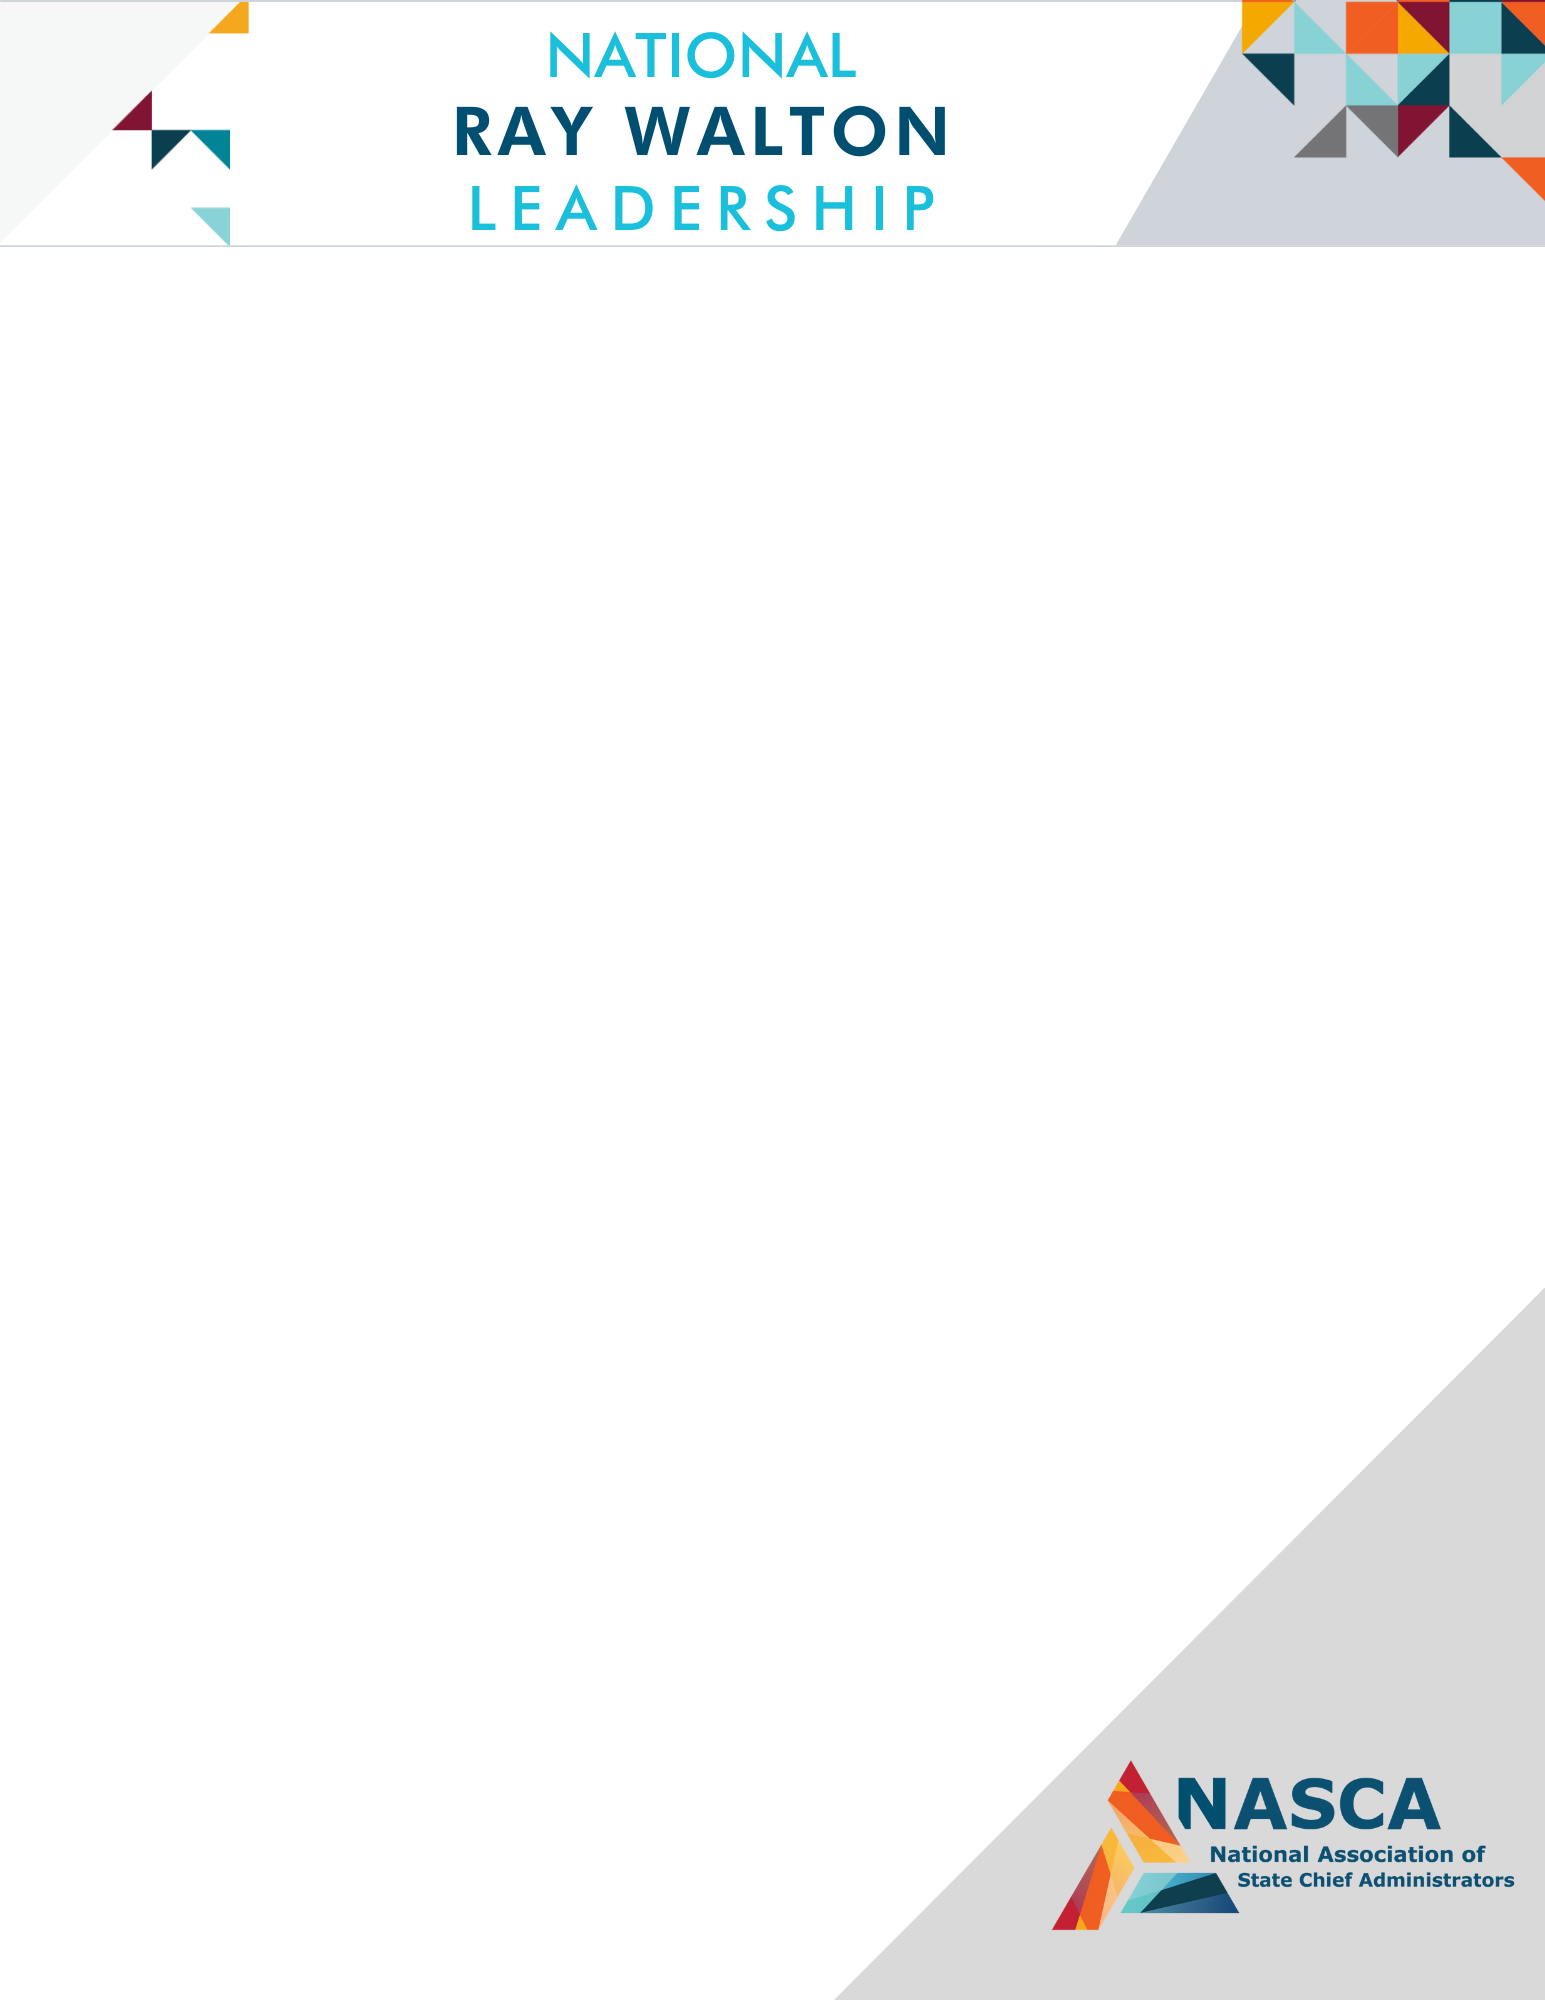 NATIONAL
RAY WALTON
LEADERSHIP
NASCA
National Association of
State Chief Administrators